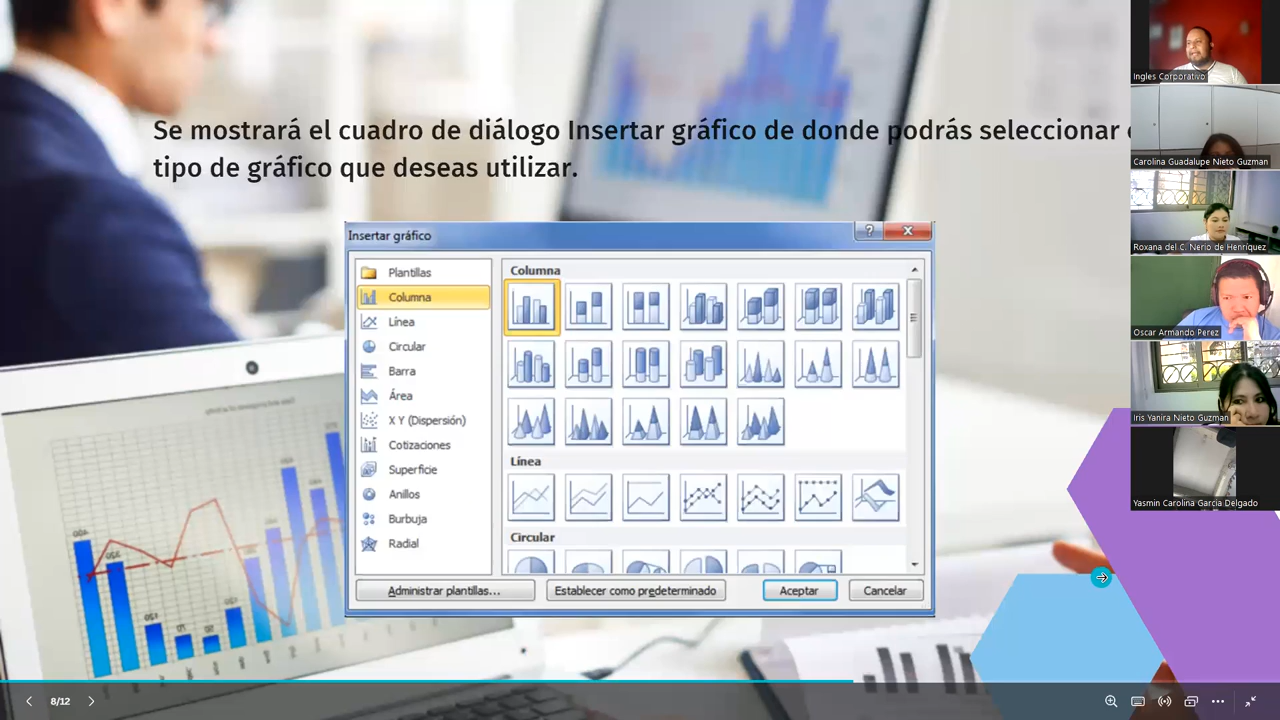 Se mostrará el cuadro de diálogo Insertar gráfico de donde podrás seleccionar
tipo de gráfico que deseas utilizar.
Insertar gráfico
Plantillas
Columna
Línea
Circular
Barra
Área
X Y (Dispersión)
Cotizaciones
Superficie
Anillos
Burbuja
Radial
Columna
Línea
Circular
Administrar plantillas...
Establecer como predeterminado
Aceptar
Cancelar
Ingles Corporativo
Carolina Guadalupe Nieto Guzman
Roxana del C. Nerio de Henríquez
Oscar Armando Perez
Iris Yanira Nieto Guzman
Yasmin Carolina Garcia Delgado
8/12